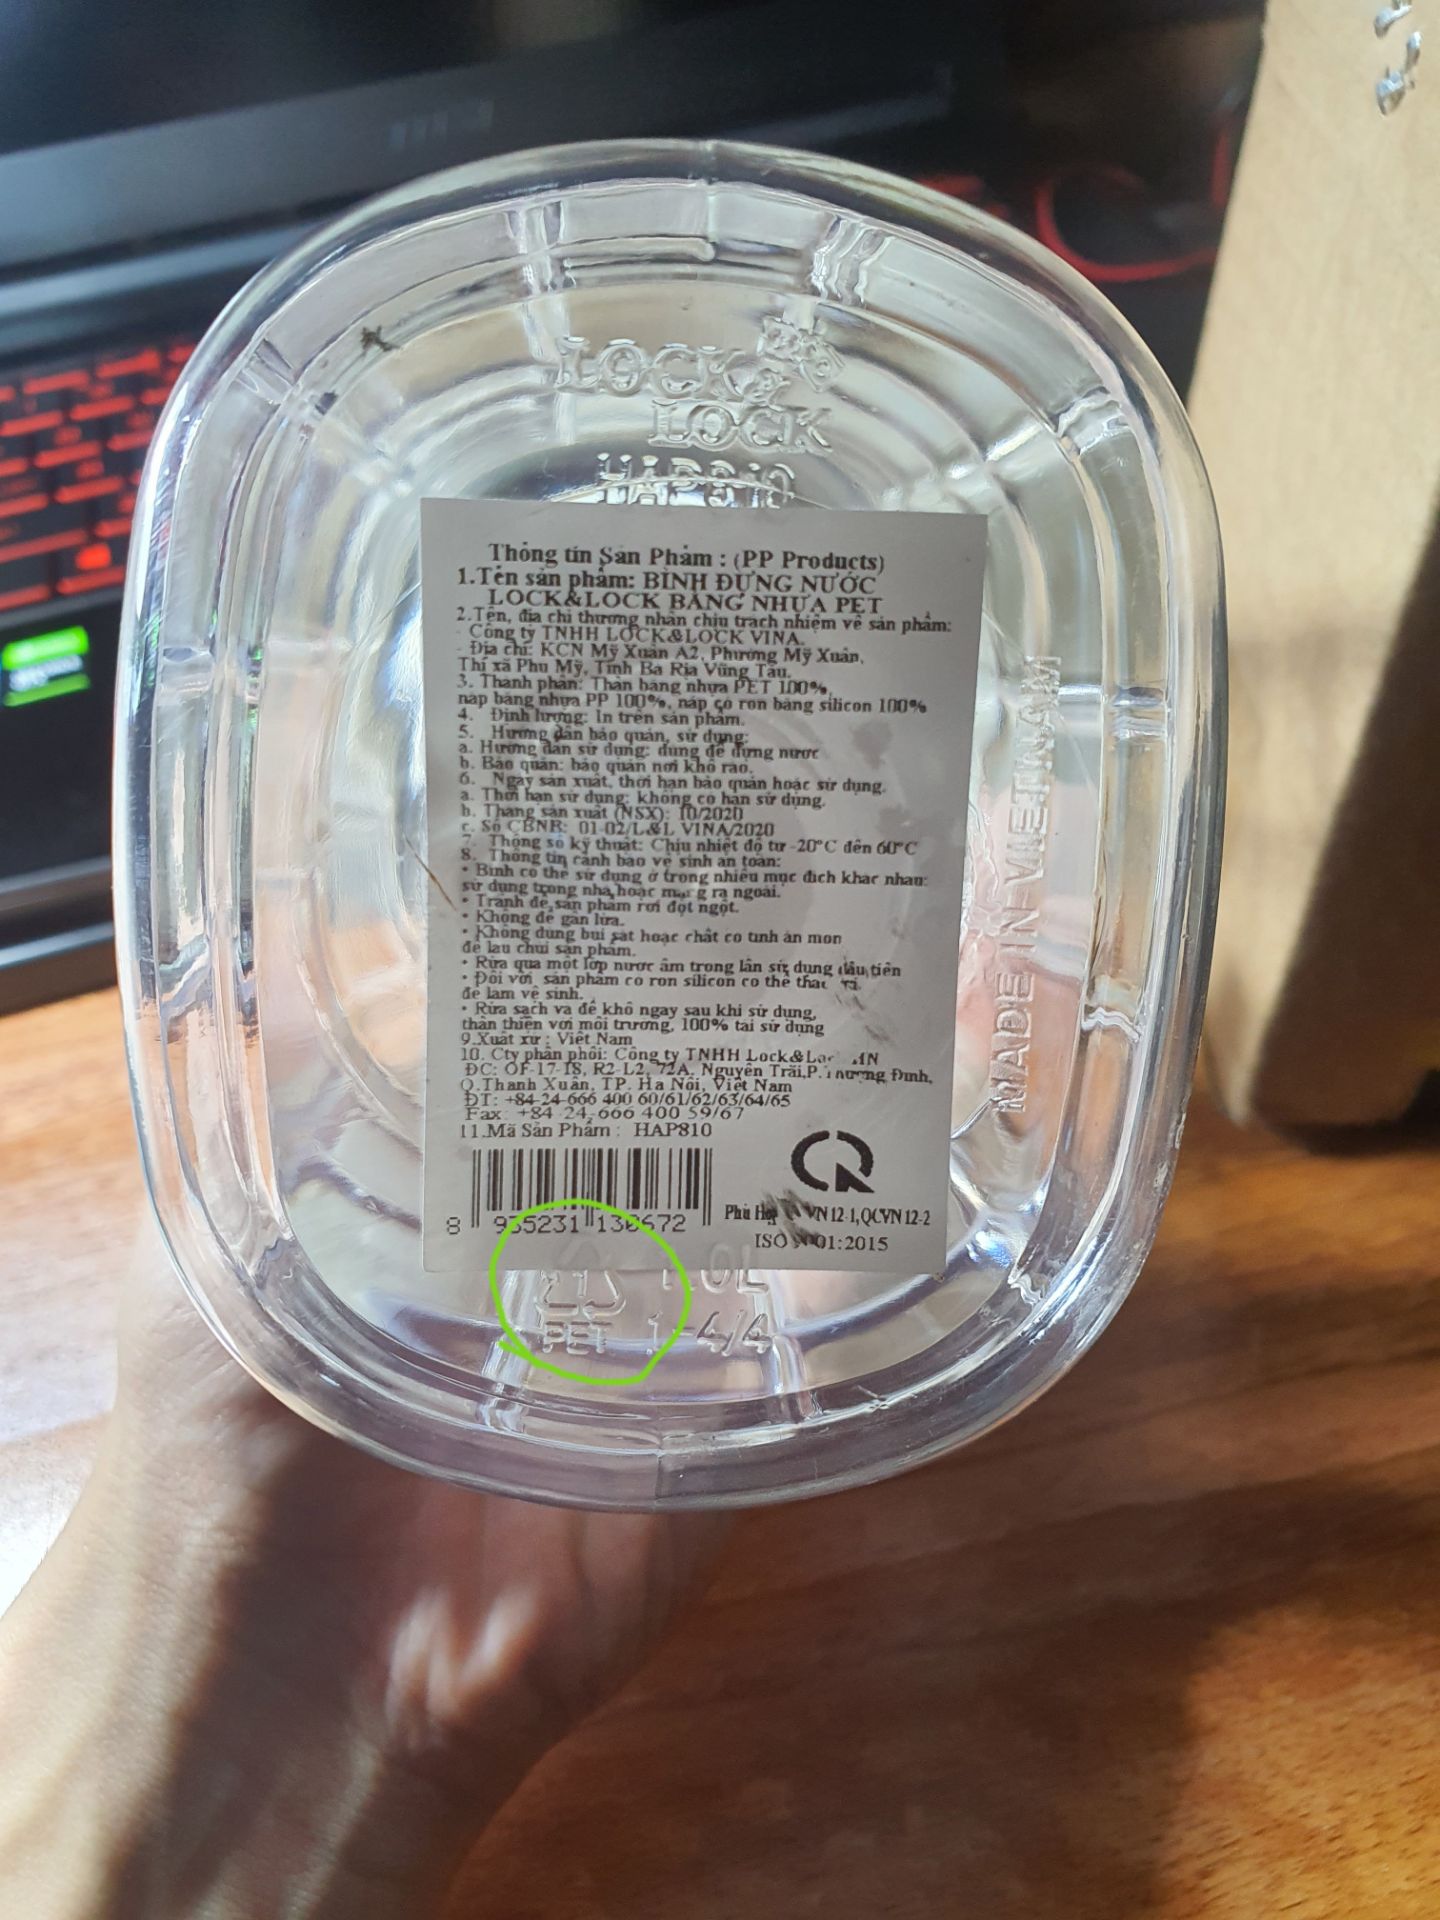 LOCK &
LOCK
Thông tin Sản Phẩm : (PP Products)
1.Tên sản phẩm: BÌNH ĐỰNG NƯỚC
LOCK&LOCK BẰNG NHỰA PET
2.Tên, địa chỉ thương nhân chịu trách nhiệm về sản phẩm:
- Công ty TNHH LOCK&LOCK VINA.
- Địa chỉ: KCN Mỹ Xuân A2, Phường Mỹ Xuân,
Thị xã Phú Mỹ, Tỉnh Bà Rịa Vũng Tàu.
3. Thành phần: Thân bằng nhựa PET 100%,
nắp bằng nhựa PP 100%, nắp có ron bằng silicon 100%
4. Định lượng: In trên sản phẩm.
5. Hướng dẫn bảo quản, sử dụng:
a. Hướng dẫn sử dụng: dùng để đựng nước
b. Bảo quản: bảo quản nơi khô ráo.
6. Ngày sản xuất, thời hạn bảo quản hoặc sử dụng.
a. Thời hạn sử dụng: không có hạn sử dụng.
b. Tháng sản xuất (NSX): 10/2020
c. Số CBNB: 01-02/L&L VINA/2020
7. Thông số kỹ thuật: Chịu nhiệt độ từ -20°C đến 60°C
8. Thông tin cảnh báo vệ sinh an toàn:
• Bình có thể sử dụng ở trong nhiều mục đích khác nhau:
sử dụng trong nhà,hoặc mang ra ngoài.
• Tránh để sản phẩm rơi đột ngột.
• Không để gần lửa.
• Không dùng bùi sắt hoặc chất có tính ăn mòn
để lau chùi sản phẩm.
• Rửa qua một lớp nước ấm trong lần sử dụng đầu tiên
• Đối với sản phẩm có ron silicon có thể tháo
để làm vệ sinh.
• Rửa sạch và để khô ngay sau khi sử dụng,
thân thiện với môi trường, 100% tái sử dụng
9.Xuất xứ : Việt Nam
10. Cty phân phối: Công ty TNHH
ĐC: OF-17-18, R2-L2, 72A, Nguyễn Trãi,P.Thượng Đình,
Q.Thanh Xuân, TP. Hà Nội, Việt Nam
ĐT: +84-24-666 400 60/61/62/63/64/65
Fax: +84-24-666 400 59/67
11.Mã Sản Phẩm : HAP810
8 935231 130672
Phù Hợp 12-1,QCVN 12-2
ISO 9001:2015
PET 1-4/4
MADE IN VIETNAM